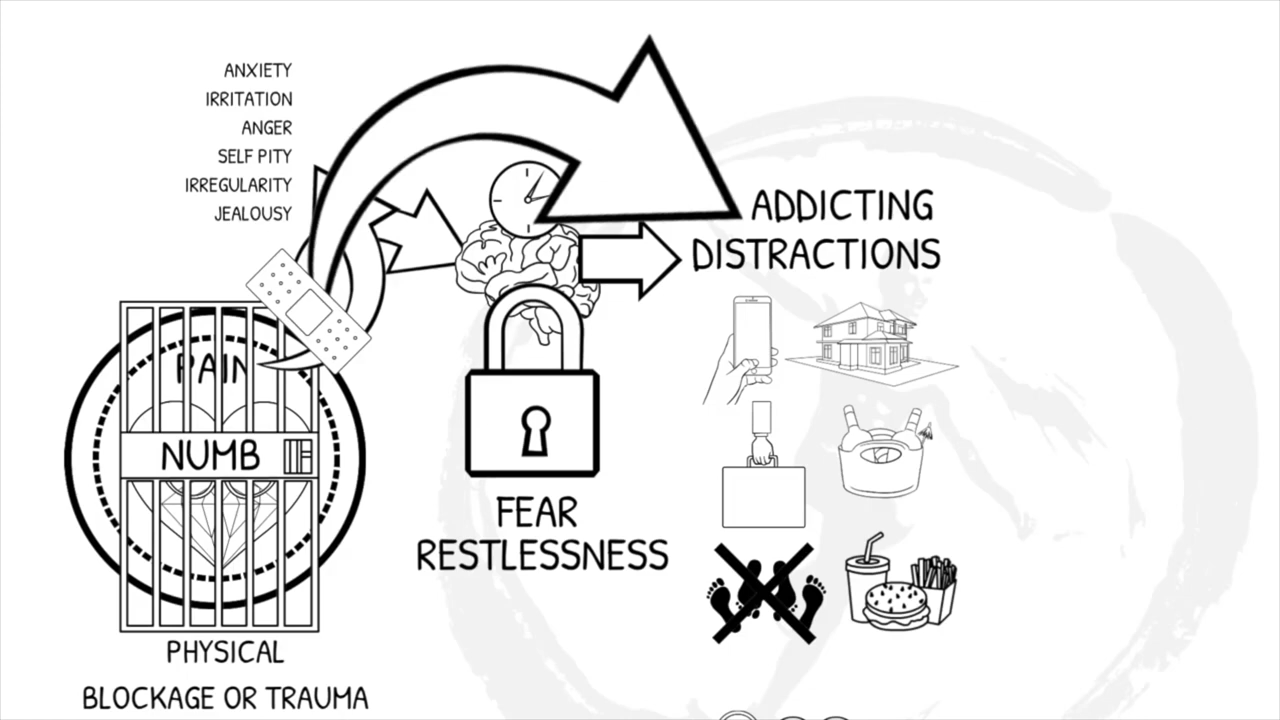 ANXIETY
IRRITATION
ANGER
SELF PITY
IRREGULARITY
JEALOUSY
ADDICTING
DISTRACTIONS
PAIN
NUMB
FEAR
RESTLESSNESS
PHYSICAL
BLOCKAGE OR TRAUMA